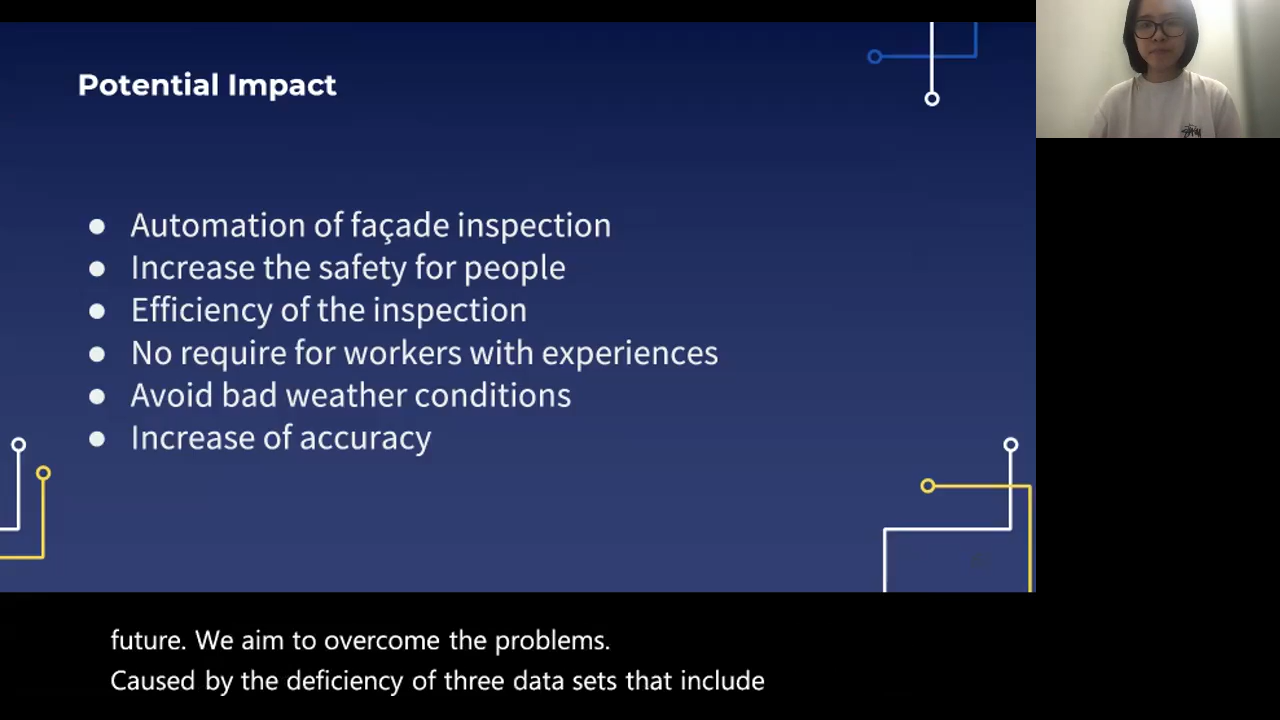 Potential Impact
● Automation of façade inspection
● Increase the safety for people
● Efficiency of the inspection
● No require for workers with experiences
● Avoid bad weather conditions
● Increase of accuracy
future. We aim to overcome the problems.
Caused by the deficiency of three data sets that include